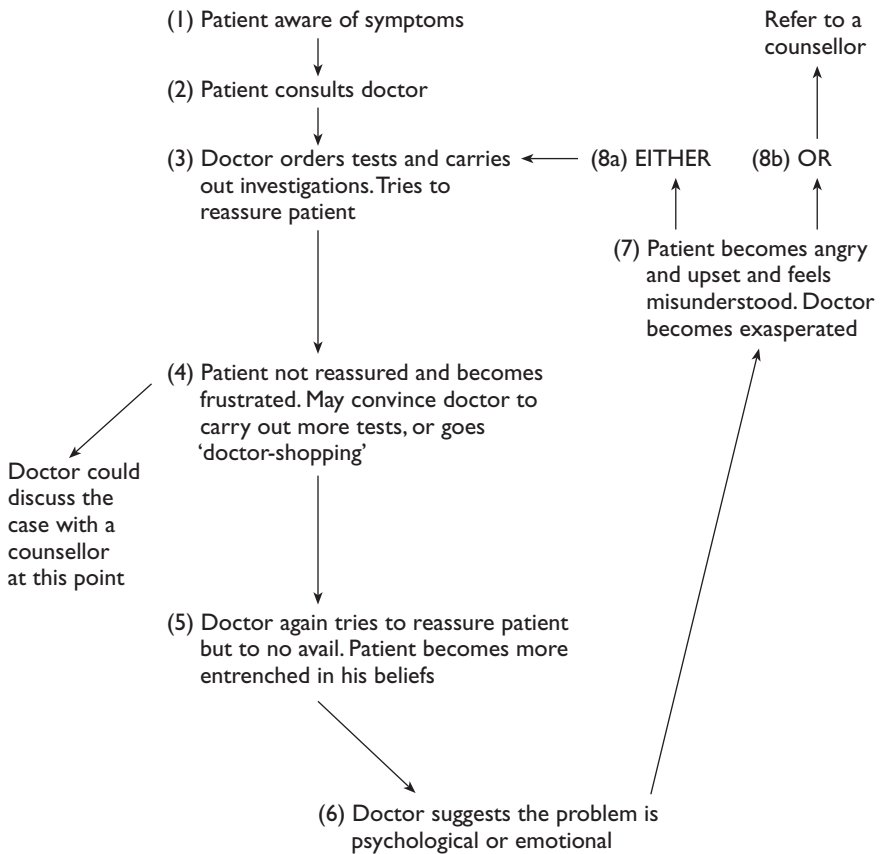 (1) Patient aware of symptoms
(2) Patient consults doctor
(3) Doctor orders tests and carries
out investigations. Tries to
reassure patient
(4) Patient not reassured and becomes
frustrated. May convince doctor to
carry out more tests, or goes
‘doctor-shopping’
Doctor could
discuss the
case with a
counsellor
at this point
(5) Doctor again tries to reassure patient
but to no avail. Patient becomes more
entrenched in his beliefs
(6) Doctor suggests the problem is
psychological or emotional
(7) Patient becomes angry
and upset and feels
misunderstood. Doctor
becomes exasperated
(8a) EITHER
(8b) OR
Refer to a
counsellor